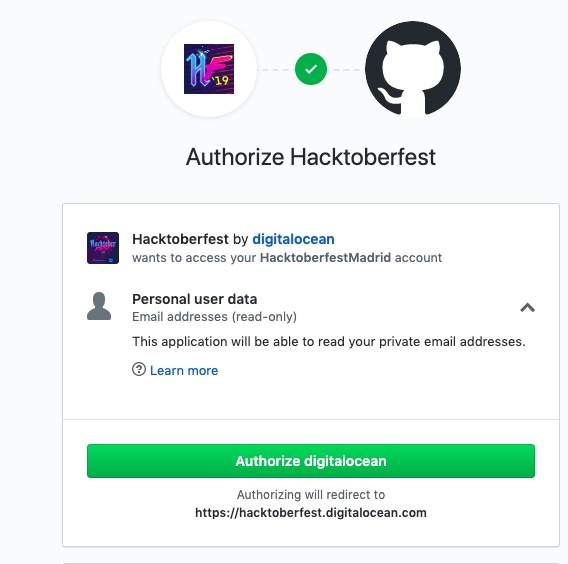 HF
'19
Authorize Hacktoberfest
Hacktober
Hacktoberfest by digitalocean
wants to access your HacktoberfestMadrid account
Personal user data
Email addresses (read-only)
This application will be able to read your private email addresses.
Learn more
Authorize digitalocean
Authorizing will redirect to
https://hacktoberfest.digitalocean.com